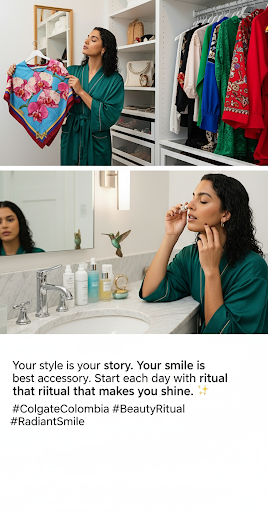 Your style is your story. Your smile is
best accessory. Start each day with ritual
that riitual that makes you shine. ✨
#ColgateColombia #BeautyRitual
#RadiantSmile